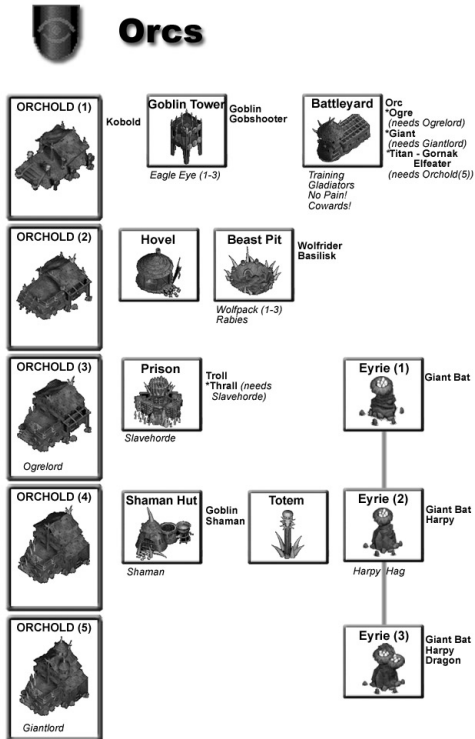 Orcs
ORCHOLD (1)
Kobold
Goblin Tower
Goblin
Gobshooter
Eagle Eye (1-3)
Battleyard
Orc
*Ogre
(needs Ogrelord)
*Giant
(needs Giantlord)
*Titan - Gornak
Elfeater
(needs Orchold(5))
Training
Gladiators
No Pain!
Cowards!
ORCHOLD (2)
Hovel
Beast Pit
Wolfrider
Basilisk
Wolfpack (1-3)
Rabies
ORCHOLD (3)
Ogrelord
Prison
Troll
*Thrall (needs
Slavehorde)
Slavehorde
Eyrie (1)
Giant Bat
ORCHOLD (4)
Shaman Hut
Goblin
Shaman
Shaman
Totem
Eyrie (2)
Giant Bat
Harpy
Harpy Hag
ORCHOLD (5)
Giantlord
Eyrie (3)
Giant Bat
Harpy
Dragon